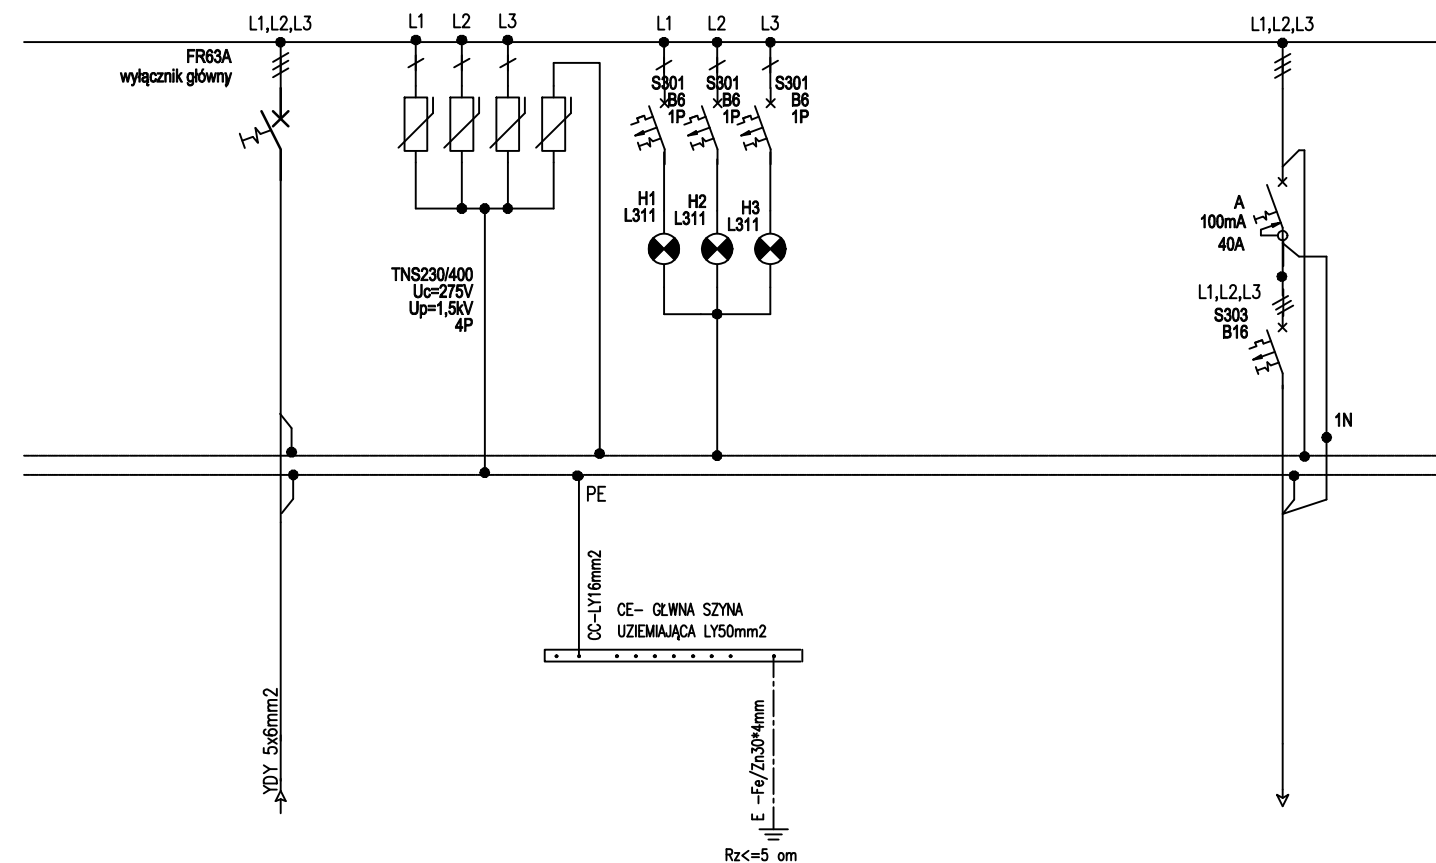 L1,L2,L3
FR63A
wyłącznik główny
L1
L2
L3
TNS230/400
Uc=275V
Up=1,5kV
4P
L1
L2
L3
S301
B6
1P
S301
B6
1P
S301
B6
1P
H1
L311
H2
L311
H3
L311
L1,L2,L3
A
100mA
40A
L1,L2,L3
S303
B16
1N
PE
CC-LY16mm2
CE- GŁWNA SZYNA
UZIEMIAJĄCA LY50mm2
YDY 5x6mm2
E -Fe/Zn30*4mm
Rz<=5 om